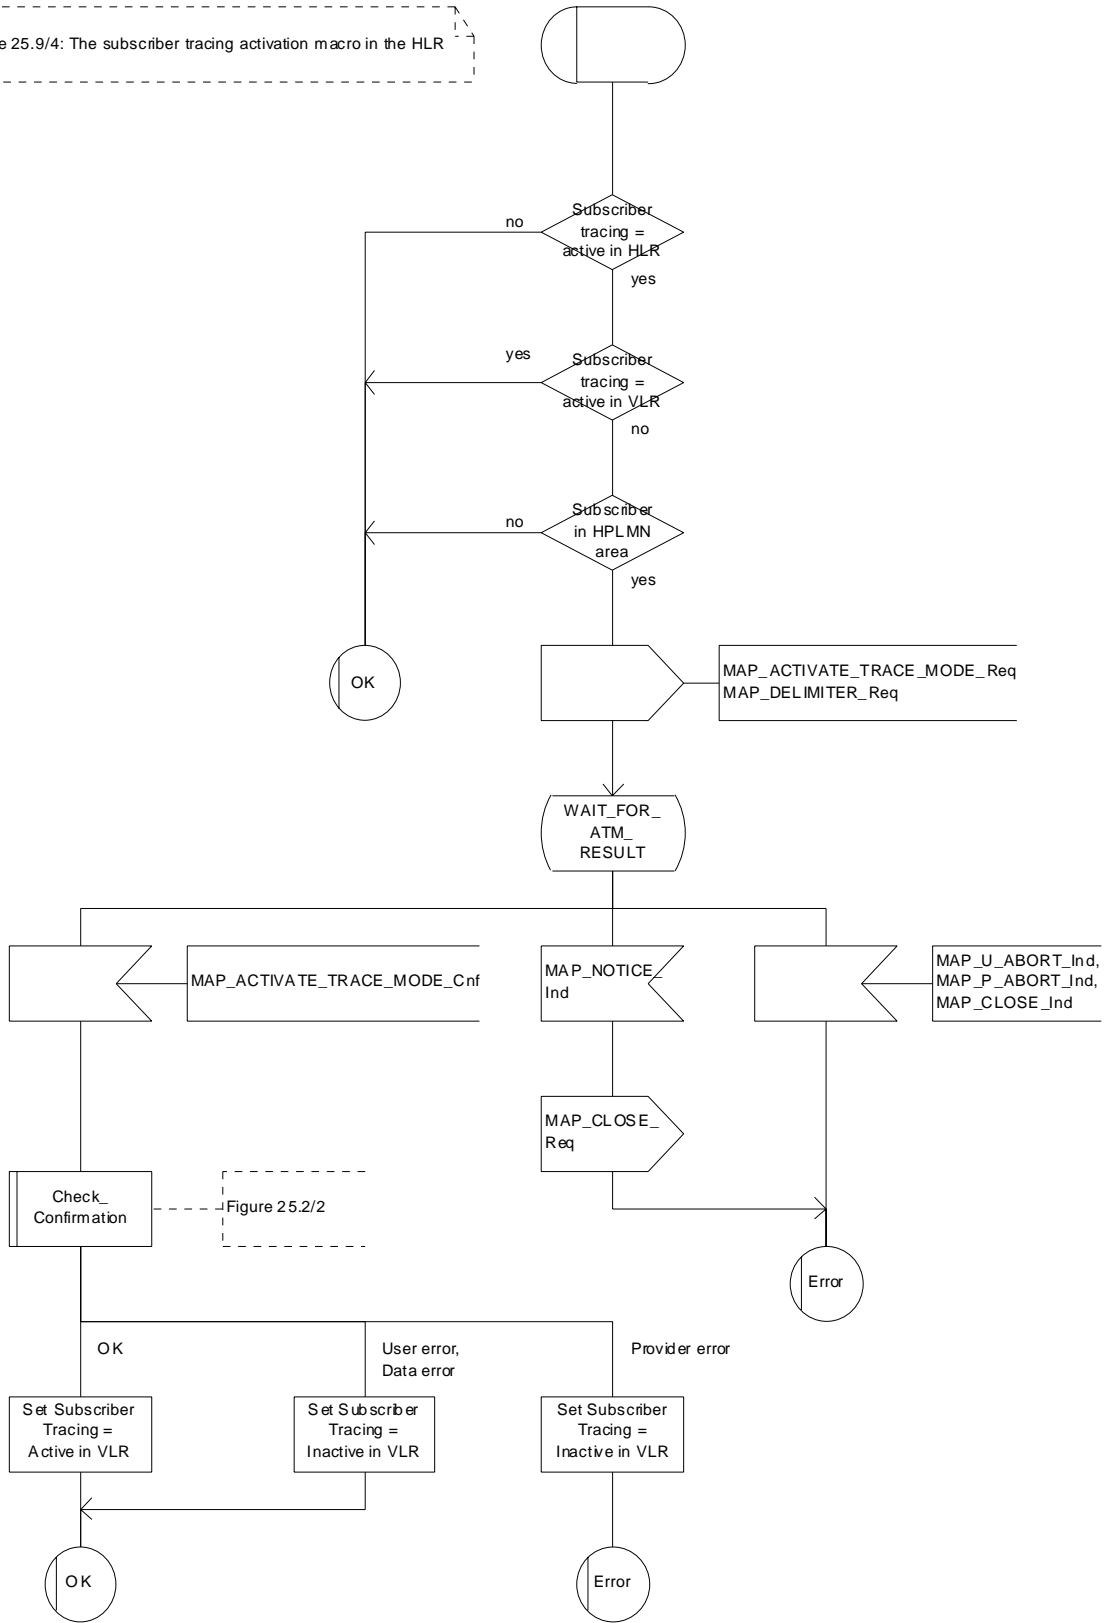 e 25.9/4: The subscriber tracing activation macro in the HLR
no
Subscriber
tracing =
active in HLR
yes
yes
Subscriber
tracing =
active in VLR
no
no
Subscriber
in HPLMN
area
yes
OK
MAP_ACTIVATE_TRACE_MODE_Req
MAP_DELIMITER_Req
WAIT_FOR_
ATM_
RESULT
MAP_ACTIVATE_TRACE_MODE_Cnf
MAP_NOTICE_
Ind
MAP_U_ABORT_Ind,
MAP_P_ABORT_Ind,
MAP_CLOSE_Ind
MAP_CLOSE_
Req
Check_
Confirmation
Figure 25.2/2
Error
OK
User error,
Data error
Provider error
Set Subscriber
Tracing =
Active in VLR
Set Subscriber
Tracing =
Inactive in VLR
Set Subscriber
Tracing =
Inactive in VLR
OK
Error